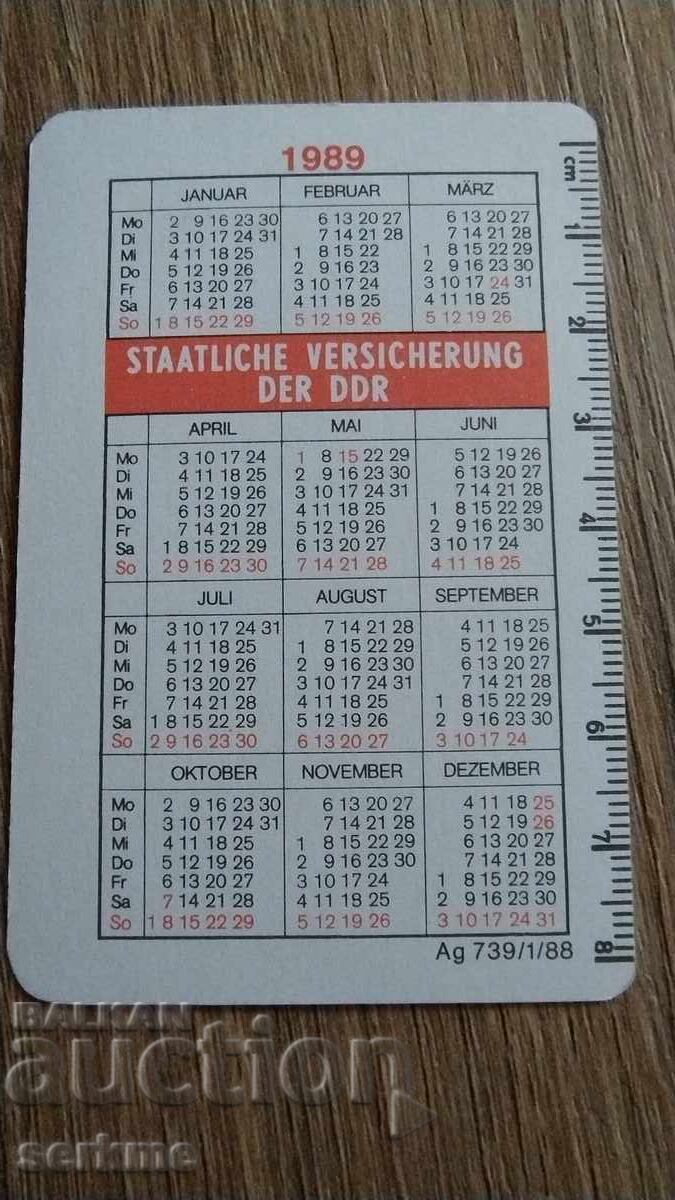 1989
JANUAR FEBRUAR MÄRZ
Mo 2 9 16 23 30 6 13 20 27 6 13 20 27
Di 3 10 17 24 31 7 14 21 28 7 14 21 28
Mi 4 11 18 25 1 8 15 22 1 8 15 22 29
Do 5 12 19 26 2 9 16 23 2 9 16 23 30
Fr 6 13 20 27 3 10 17 24 3 10 17 24 31
Sa 7 14 21 28 4 11 18 25 4 11 18 25
So 1 8 15 22 29 5 12 19 26 5 12 19 26
STAATLICHE VERSICHERUNG
DER DDR
APRIL MAI JUNI
Mo 3 10 17 24 1 8 15 22 29 5 12 19 26
Di 4 11 18 25 2 9 16 23 30 6 13 20 27
Mi 5 12 19 26 3 10 17 24 31 7 14 21 28
Do 6 13 20 27 4 11 18 25 1 8 15 22 29
Fr 7 14 21 28 5 12 19 26 2 9 16 23 30
Sa 1 8 15 22 29 6 13 20 27 3 10 17 24
So 2 9 16 23 30 7 14 21 28 4 11 18 25
JULI AUGUST SEPTEMBER
Mo 3 10 17 24 31 7 14 21 28 4 11 18 25
Di 4 11 18 25 1 8 15 22 29 5 12 19 26
Mi 5 12 19 26 2 9 16 23 30 6 13 20 27
Do 6 13 20 27 3 10 17 24 31 7 14 21 28
Fr 7 14 21 28 4 11 18 25 1 8 15 22 29
Sa 1 8 15 22 29 5 12 19 26 2 9 16 23 30
So 2 9 16 23 30 6 13 20 27 3 10 17 24
OKTOBER NOVEMBER DEZEMBER
Mo 2 9 16 23 30 6 13 20 27 4 11 18 25
Di 3 10 17 24 31 7 14 21 28 5 12 19 26
Mi 4 11 18 25 1 8 15 22 29 6 13 20 27
Do 5 12 19 26 2 9 16 23 30 7 14 21 28
Fr 6 13 20 27 3 10 17 24 1 8 15 22 29
Sa 7 14 21 28 4 11 18 25 2 9 16 23 30
So 1 8 15 22 29 5 12 19 26 3 10 17 24 31
Ag 739/1/88
cm 1 2 3 4 5 6 7 8
BALKAN
auction
serkme